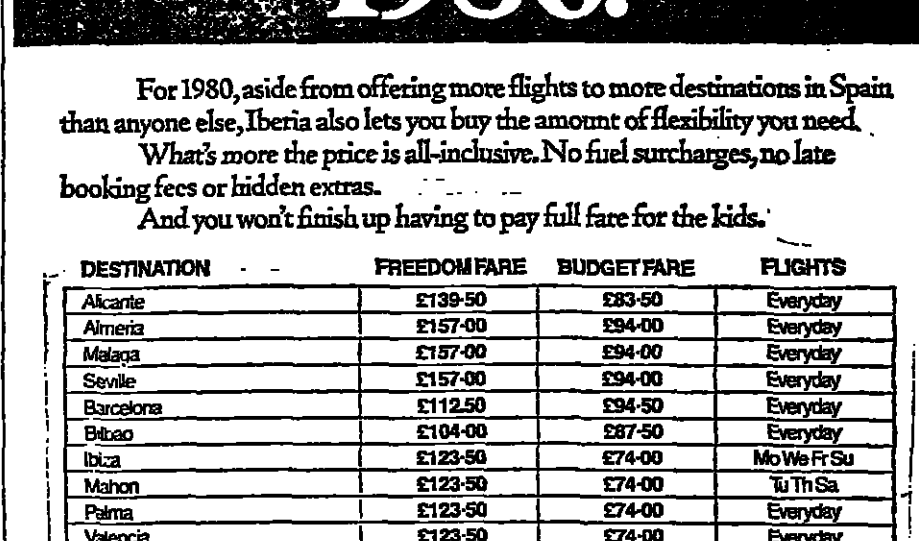 1980.
For 1980, aside from offering more flights to more destinations in Spain
than anyone else, Iberia also lets you buy the amount of flexibility you need.
What's more the price is all-inclusive. No fuel surcharges, no late
booking fees or hidden extras.
And you won't finish up having to pay full fare for the kids.
DESTINATION FREEDOM FARE BUDGET FARE FLIGHTS
Alicante £139-50 £83-50 Everyday
Almeria £157-00 £94-00 Everyday
Malaga £157-00 £94-00 Everyday
Seville £157-00 £94-00 Everyday
Barcelona £112.50 £94-50 Everyday
Bilbao £104-00 £87-50 Everyday
Ibiza £123-50 £74-00 Mo We Fr Su
Mahon £123-50 £74-00 Tu Th Sa
Palma £123-50 £74-00 Everyday
Valencia £123-50 £74-00 Everyday